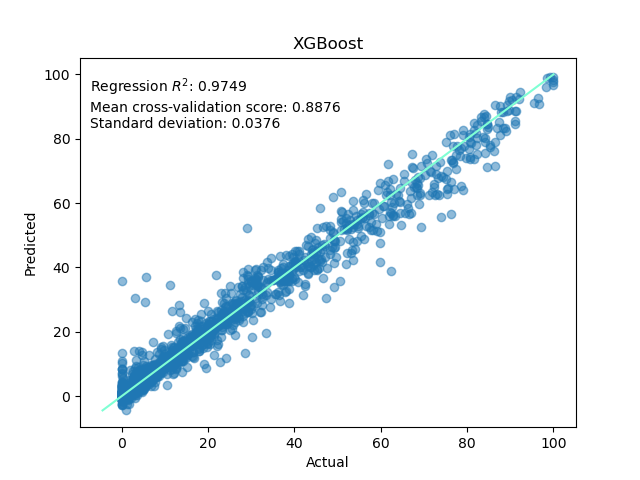 XGBoost
Regression R²: 0.9749
Mean cross-validation score: 0.8876
Standard deviation: 0.0376
100
80
60
40
20
0
Predicted
0 20 40 60 80 100
Actual